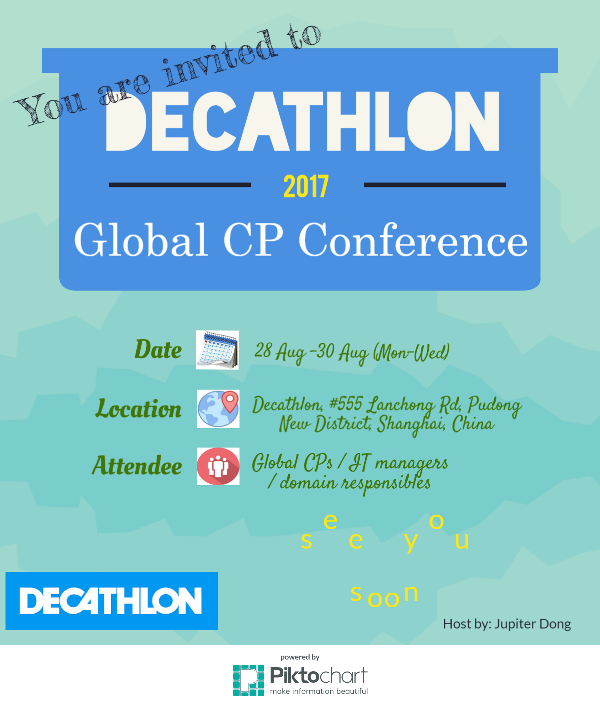 You are invited to
DECATHLON
2017
Global CP Conference
Date
28 Aug -30 Aug (Mon-Wed)
Location
Decathlon, #555 Lanchong Rd, Pudong
New District, Shanghai, China
Attendee
Global CPs / IT managers
/ domain responsibles
see you
soon
DECATHLON
Host by: Jupiter Dong
powered by
Piktochart
make information beautiful